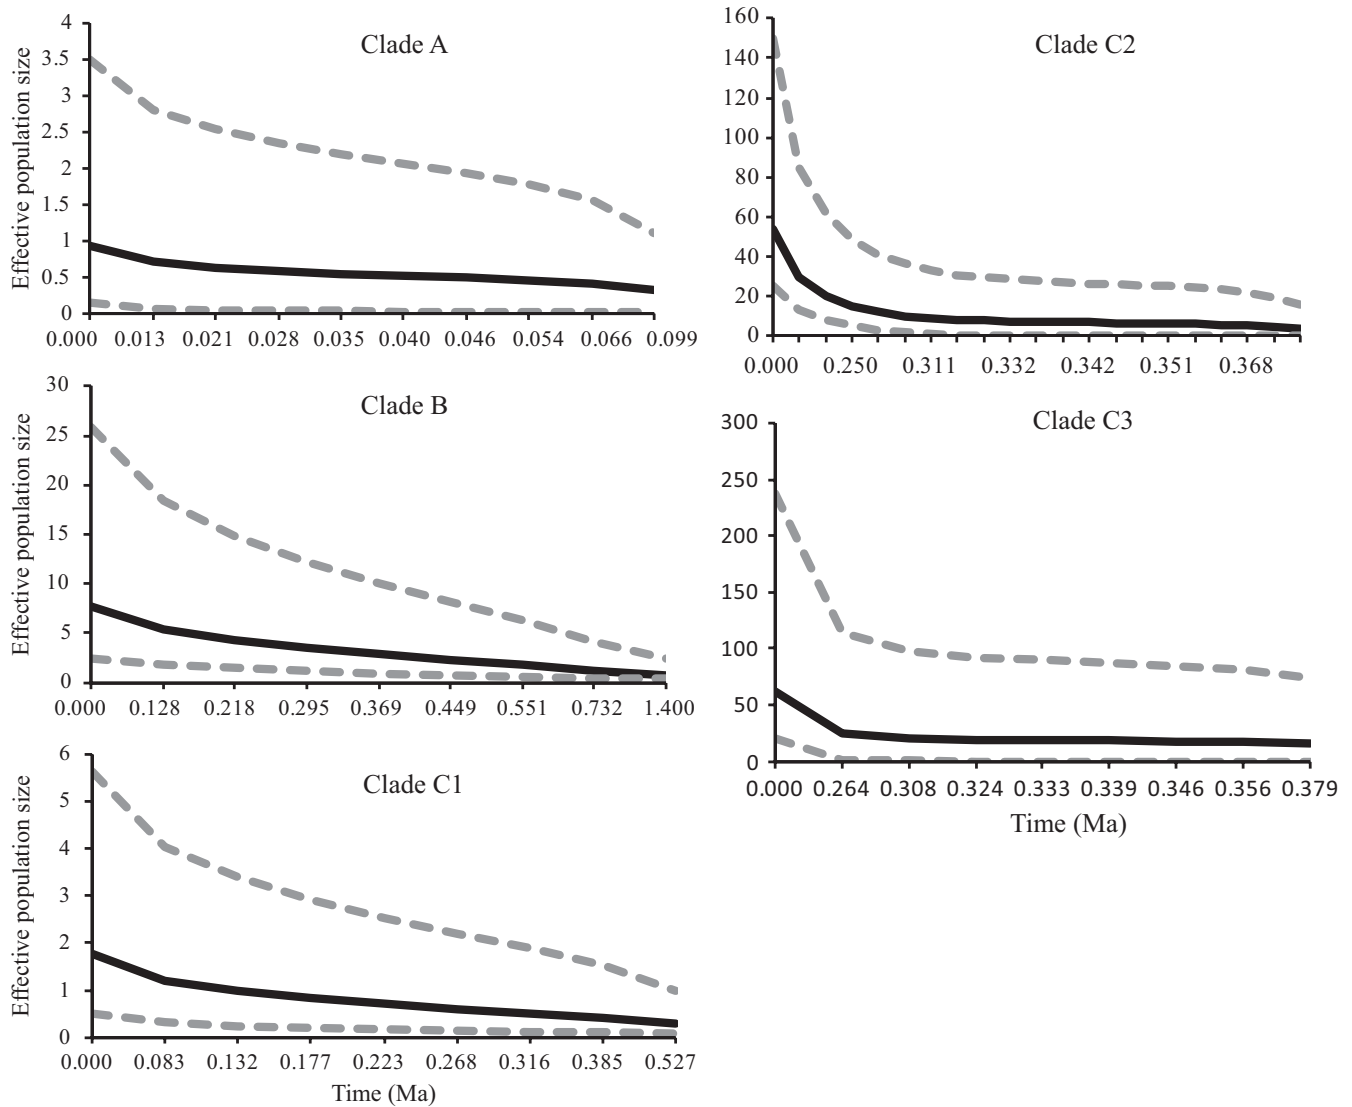 Clade A
Effective population size
4
3.5
3
2.5
2
1.5
1
0.5
0
0.000 0.013 0.021 0.028 0.035 0.040 0.046 0.054 0.066 0.099
Clade B
Effective population size
30
25
20
15
10
5
0
0.000 0.128 0.218 0.295 0.369 0.449 0.551 0.732 1.400
Clade C1
Effective population size
6
5
4
3
2
1
0
0.000 0.083 0.132 0.177 0.223 0.268 0.316 0.385 0.527
Time (Ma)
Clade C2
160
140
120
100
80
60
40
20
0
0.000 0.250 0.311 0.332 0.342 0.351 0.368
Clade C3
300
250
200
150
100
50
0
0.000 0.264 0.308 0.324 0.333 0.339 0.346 0.356 0.379
Time (Ma)